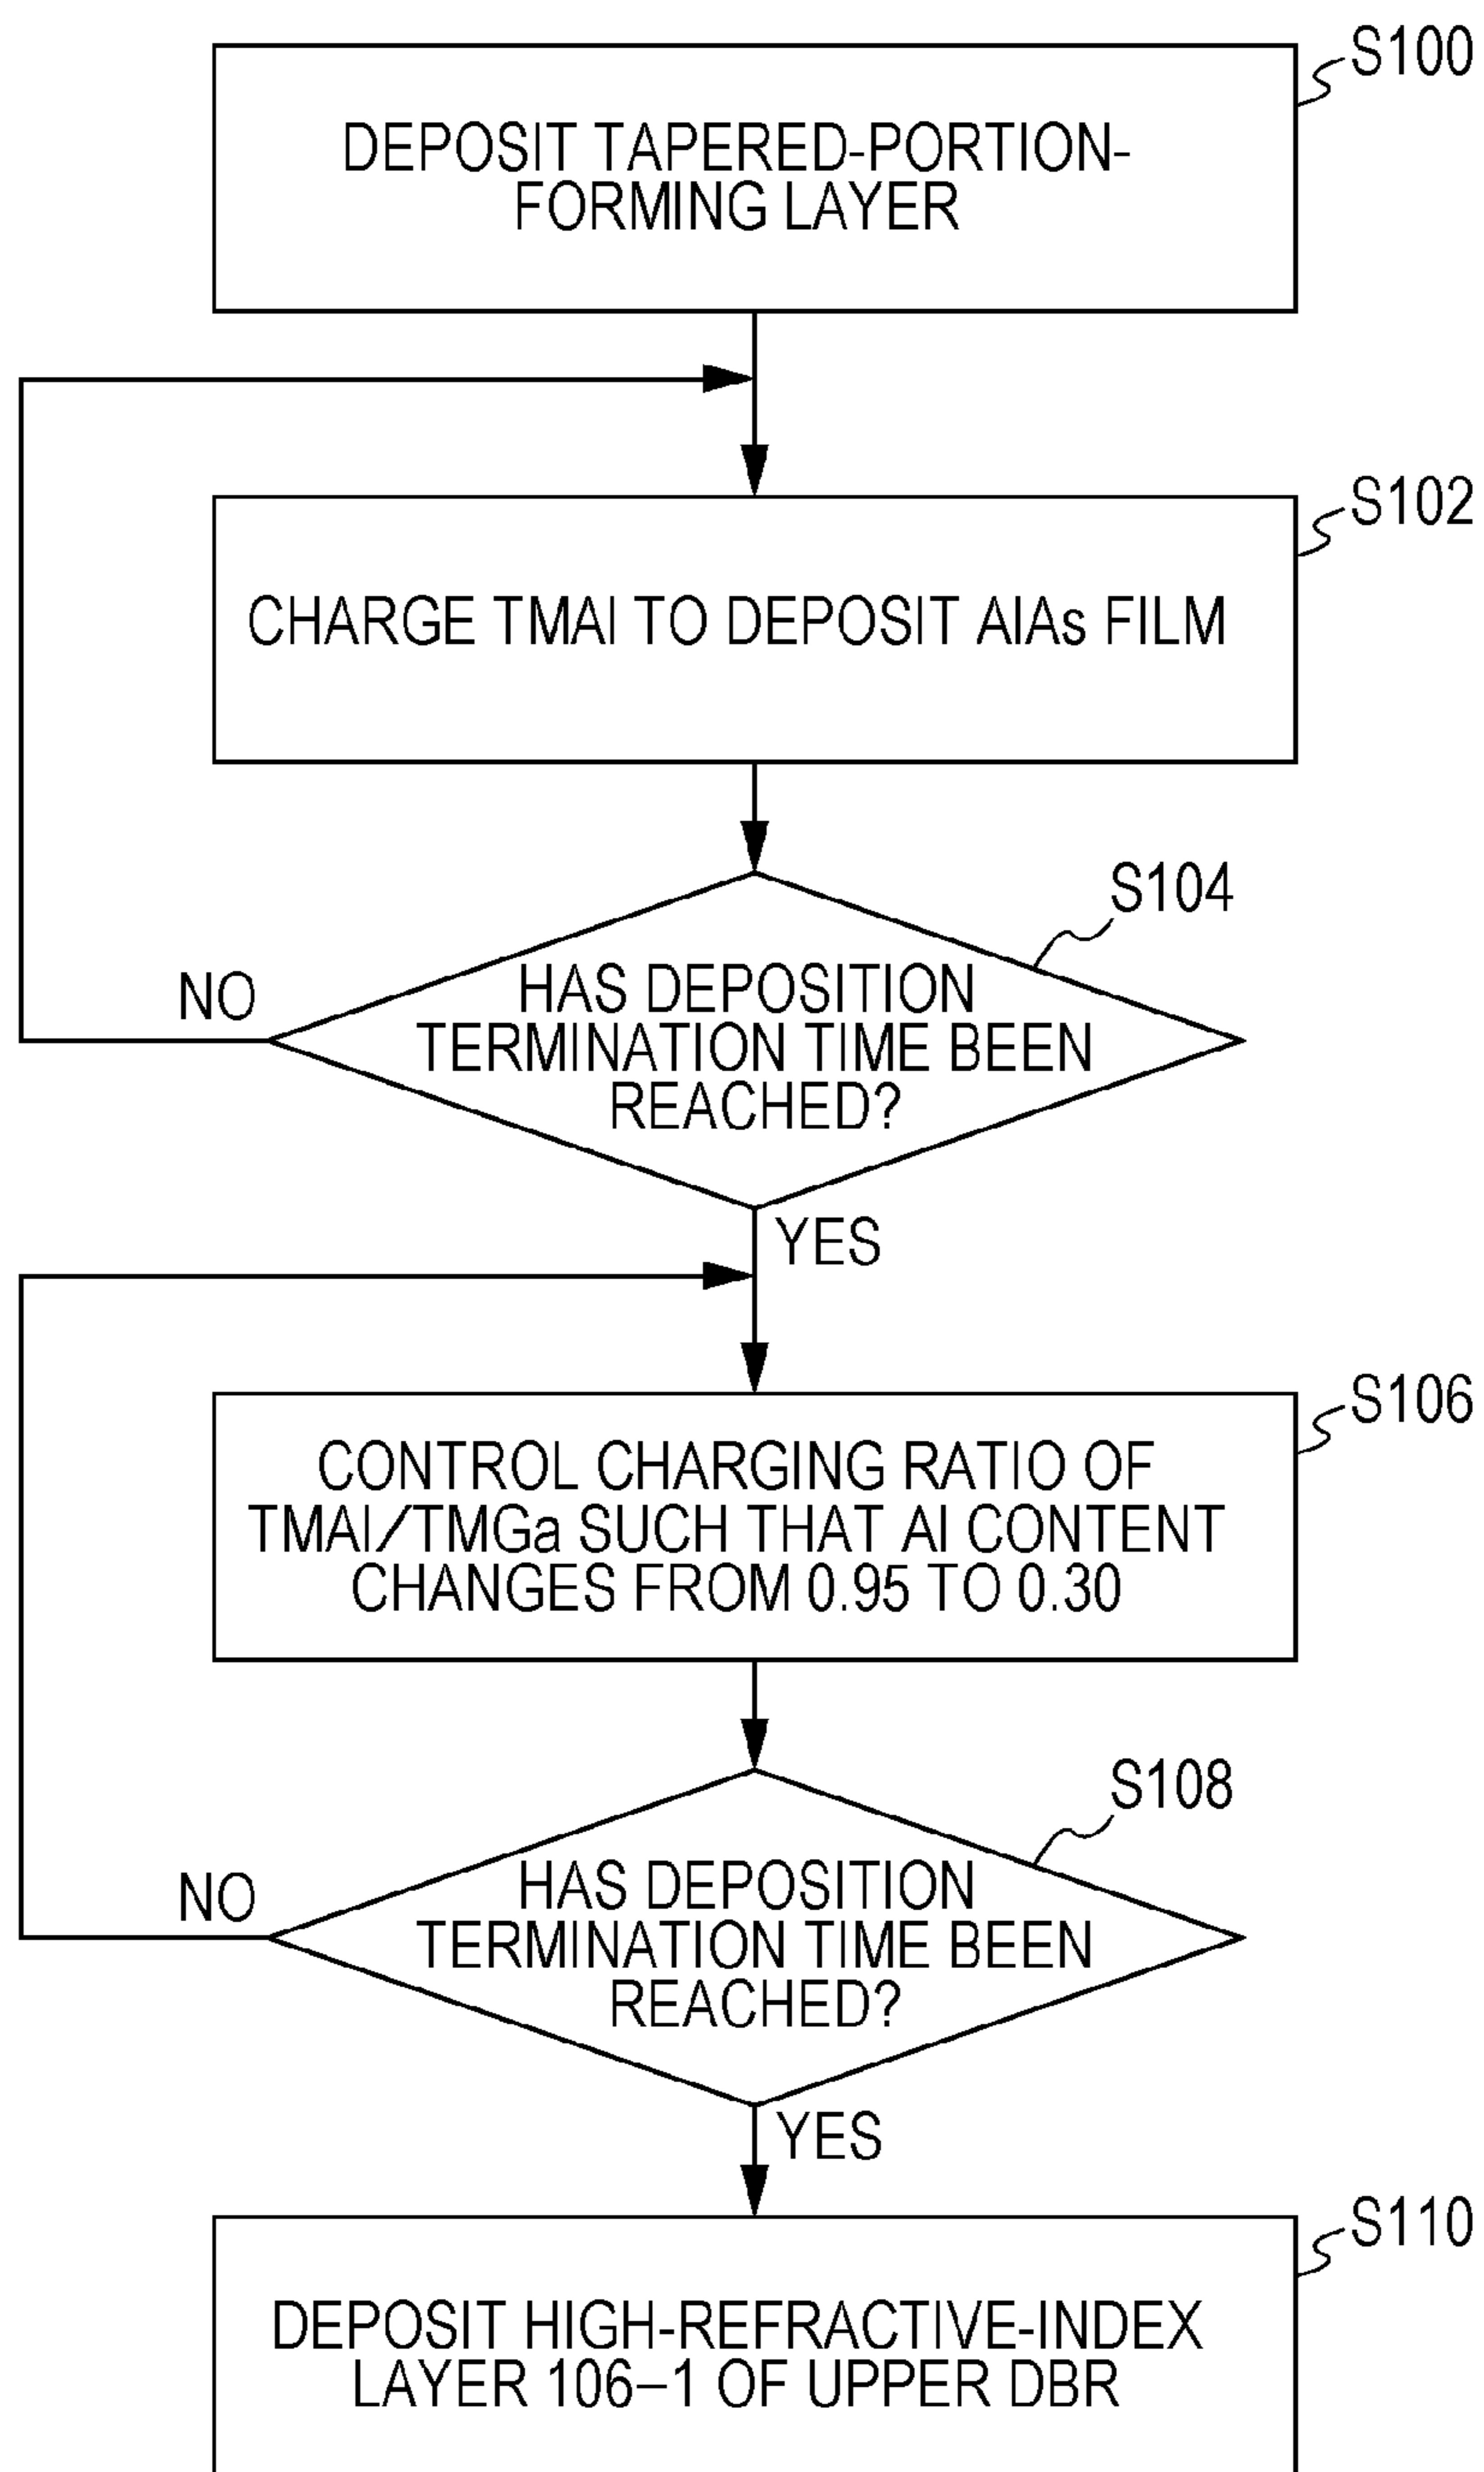 S100
DEPOSIT TAPERED-PORTION-
FORMING LAYER
S102
CHARGE TMAl TO DEPOSIT AlAs FILM
S104
HAS DEPOSITION
TERMINATION TIME BEEN
REACHED?
NO
YES
S106
CONTROL CHARGING RATIO OF
TMAl/TMGa SUCH THAT Al CONTENT
CHANGES FROM 0.95 TO 0.30
S108
HAS DEPOSITION
TERMINATION TIME BEEN
REACHED?
NO
YES
S110
DEPOSIT HIGH-REFRACTIVE-INDEX
LAYER 106–1 OF UPPER DBR